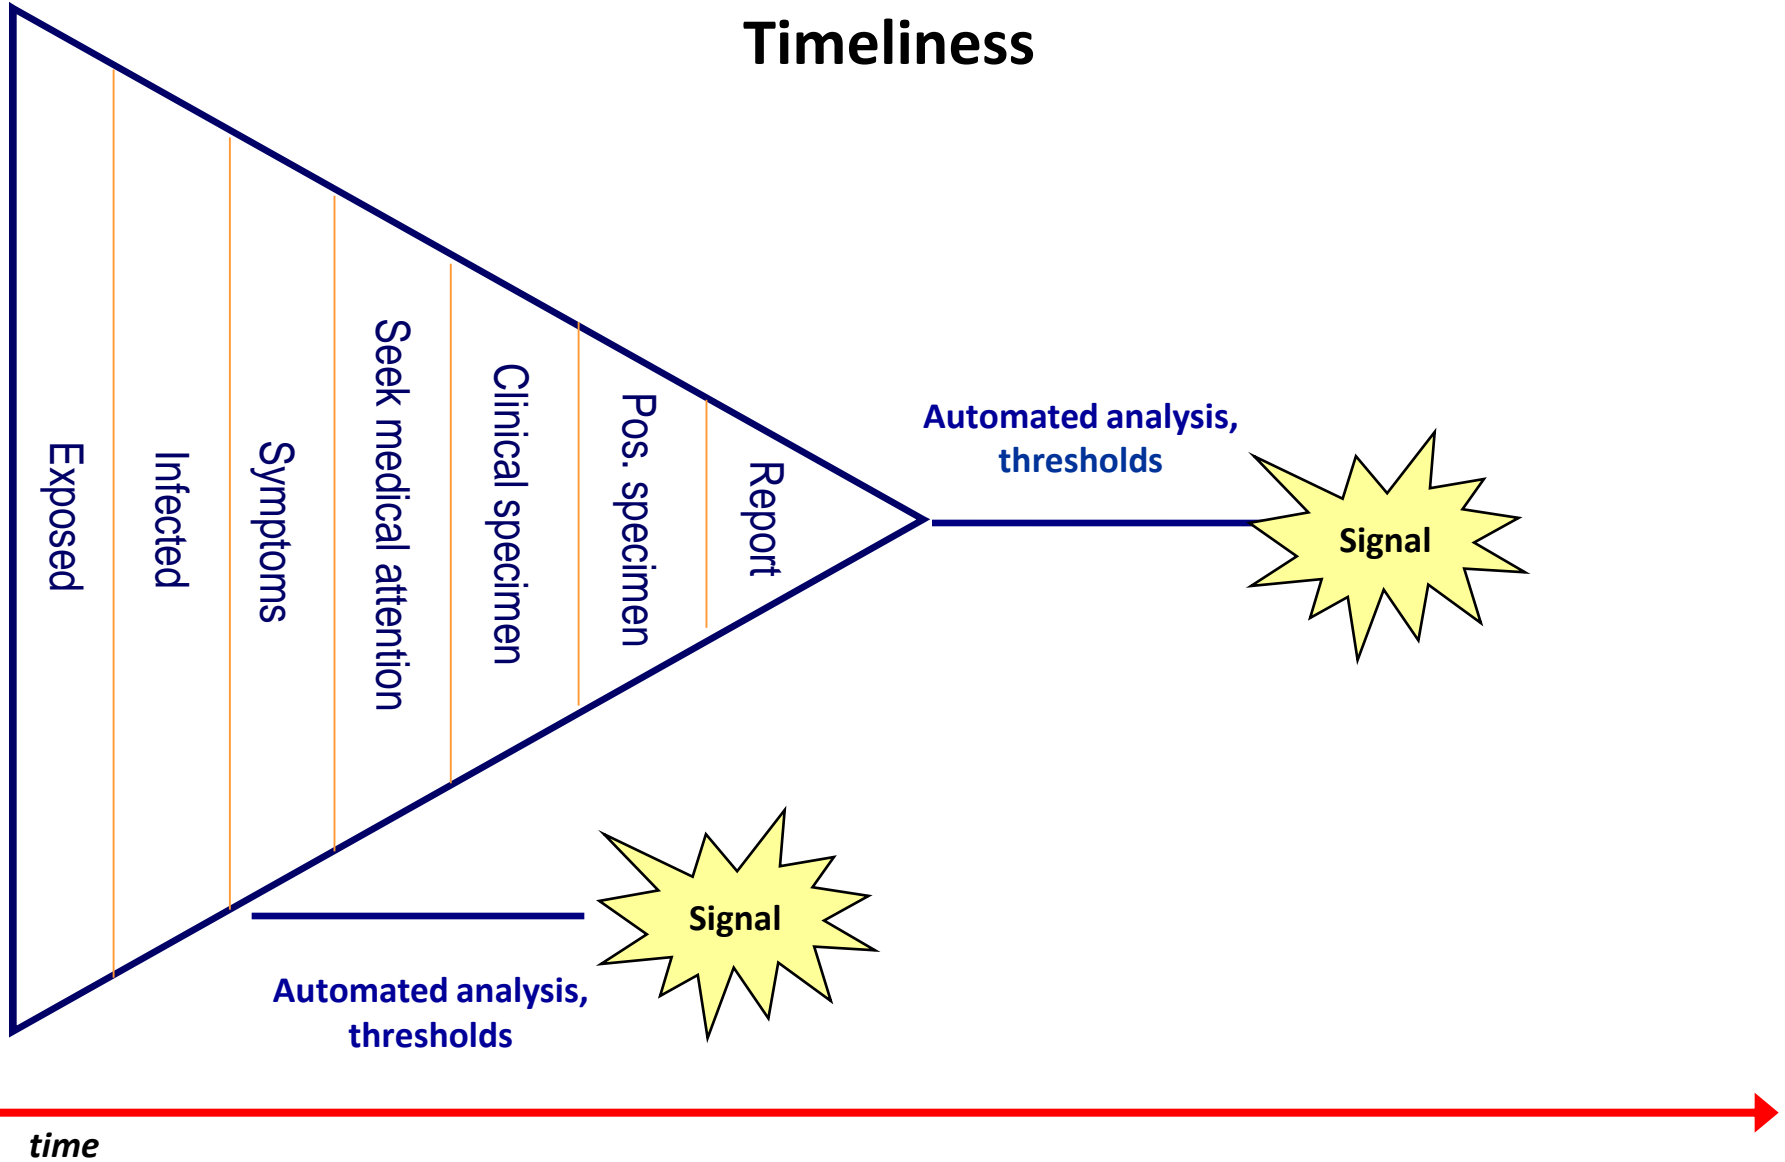 Timeliness
Exposed
Infected
Symptoms
Seek medical attention
Clinical specimen
Pos. specimen
Report
Automated analysis,
thresholds
Signal
Signal
Automated analysis,
thresholds
time